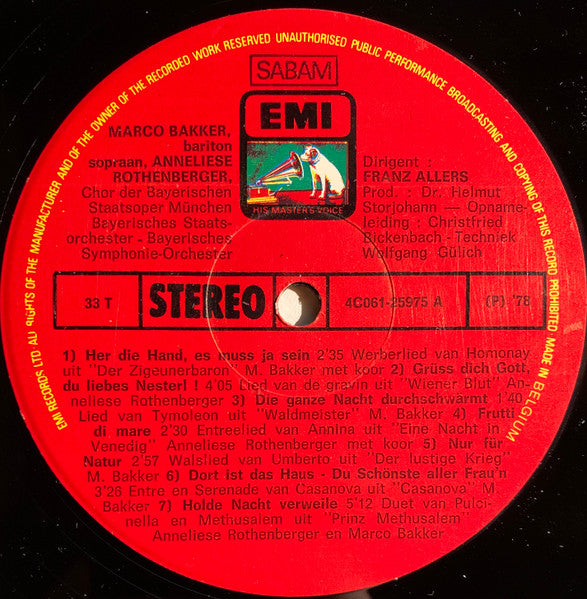 EMI RECORDS LTD ALL RIGHTS OF THE MANUFACTURER AND OF THE OWNER OF THE RECORDED WORK RESERVED UNAUTHORISED PUBLIC PERFORMANCE BROADCASTING AND COPYING OF THIS RECORD PROHIBITED MADE IN BELGIUM
SABAM
EMI
HIS MASTER'S VOICE
MARCO BAKKER,
bariton
sopraan, ANNELIESE
ROTHENBERGER,
Chor der Bayerischen
Staatsoper München
Bayerisches Staats-
orchester - Bayerisches
Symphonie-Orchester
Dirigent :
FRANZ ALLERS
Prod. : Dr. Helmut
Storjohann — Opname-
leiding : Christfried
Bickenbach - Techniek
Wolfgang Gülich
33 T
STEREO
4C061-25975 A
(P) '78
1) Her die Hand, es muss ja sein 2'35 Werberlied van Homonay
uit "Der Zigeunerbaron" M. Bakker met koor 2) Grüss dich Gott,
du liebes Nesterl ! 4'05 Lied van de gravin uit "Wiener Blut" An-
neliese Rothenberger 3) Die ganze Nacht durchschwärmt 1'40
Lied van Tymoleon uit "Waldmeister" M. Bakker 4) Frutti
di mare 2'30 Entreelied van Annina uit "Eine Nacht in
Venedig" Anneliese Rothenberger met koor 5) Nur für
Natur 2'57 Walslied van Umberto uit "Der lustige Krieg"
M. Bakker 6) Dort ist das Haus - Du Schönste aller Frau'n
3'26 Entre en Serenade van Casanova uit "Casanova" M.
Bakker 7) Holde Nacht verweile 5'12 Duet van Pulci-
nella en Methusalem uit "Prinz Methusalem"
Anneliese Rothenberger en Marco Bakker